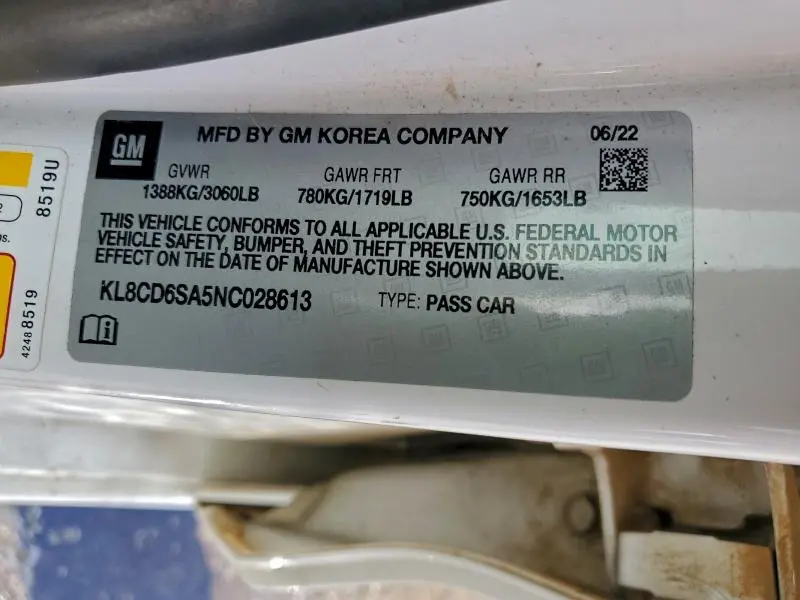 GM
MFD BY GM KOREA COMPANY
06/22
GVWR
GAWR FRT
GAWR RR
1388KG/3060LB
780KG/1719LB
750KG/1653LB
THIS VEHICLE CONFORMS TO ALL APPLICABLE U.S. FEDERAL MOTOR
VEHICLE SAFETY, BUMPER, AND THEFT PREVENTION STANDARDS IN
EFFECT ON THE DATE OF MANUFACTURE SHOWN ABOVE.
KL8CD6SA5NC028613
TYPE: PASS CAR
8519U
42488519